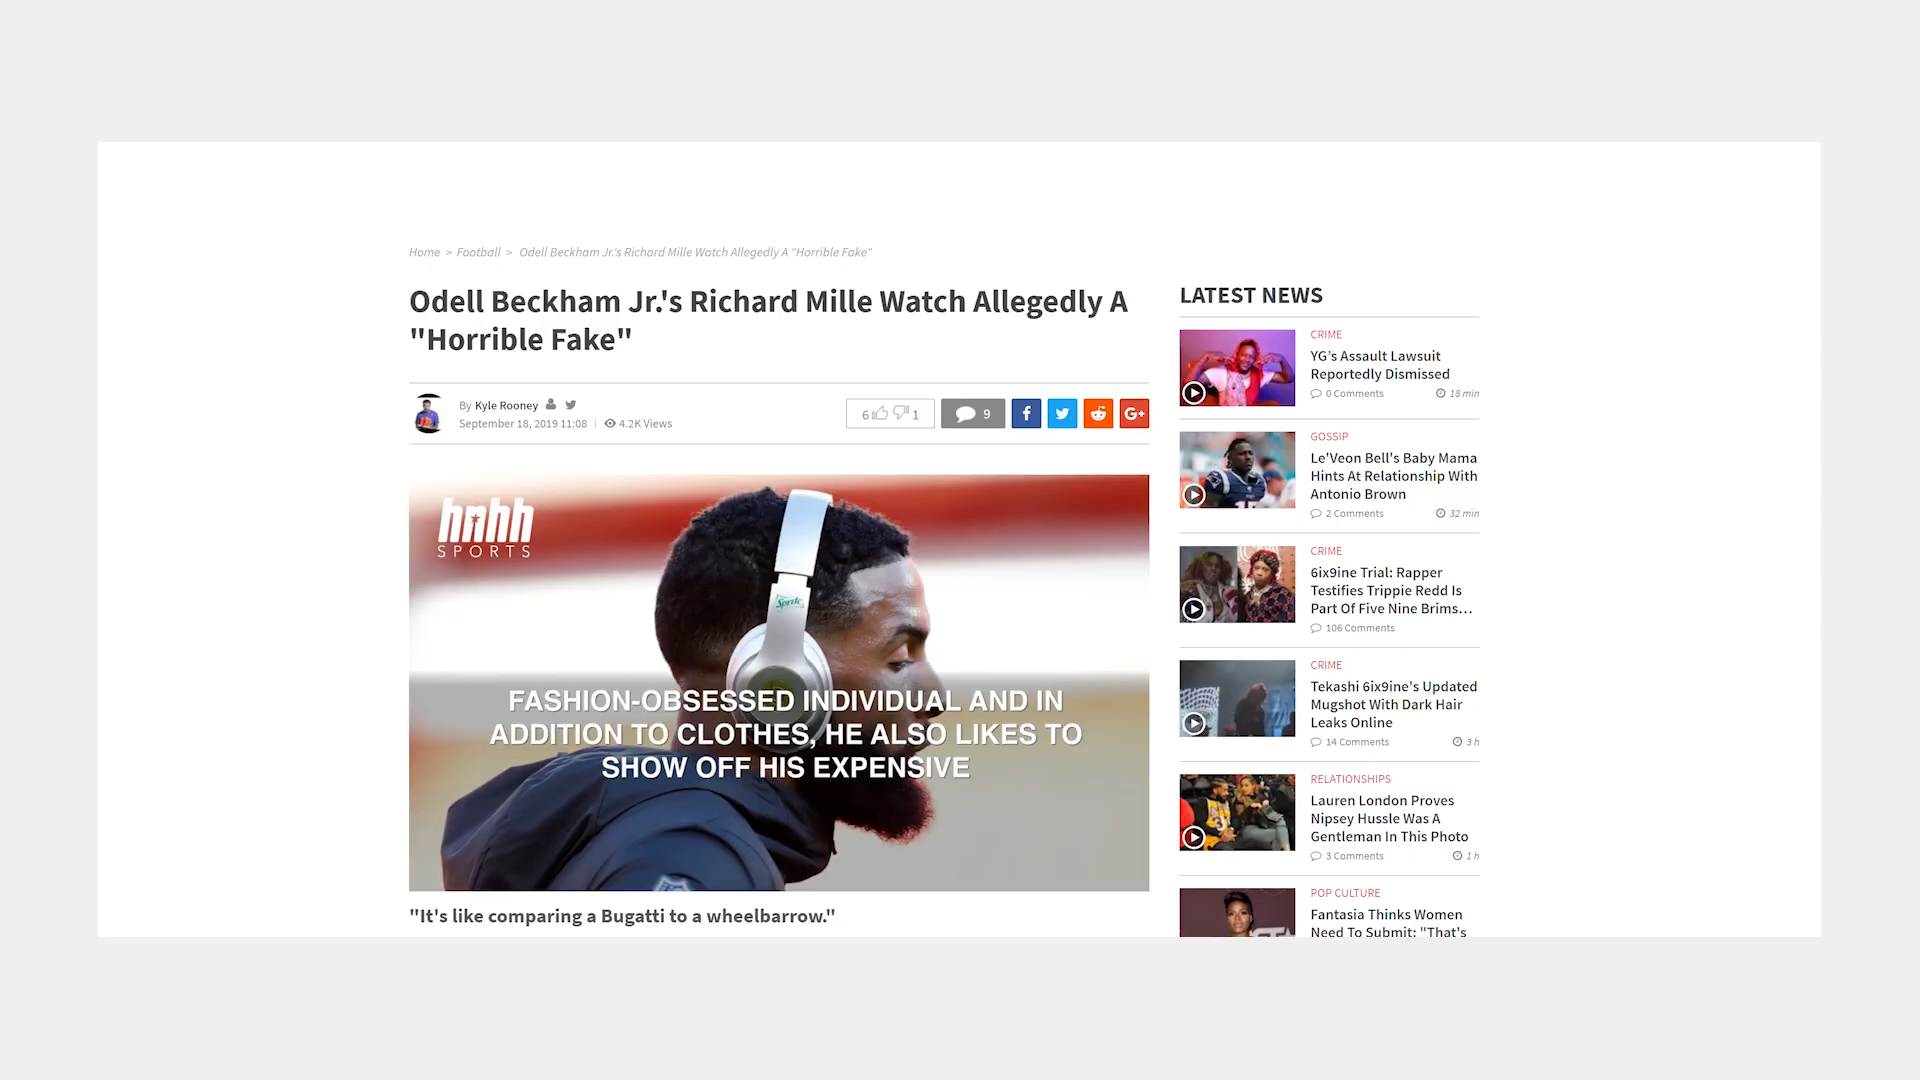 Home > Football > Odell Beckham Jr.'s Richard Mille Watch Allegedly A "Horrible Fake"
Odell Beckham Jr.'s Richard Mille Watch Allegedly A
"Horrible Fake"
By Kyle Rooney
September 18, 2019 11:08
4.2K Views
6
1
9
f
G+
hnhh
SPORTS
Sprite
FASHION-OBSESSED INDIVIDUAL AND IN
ADDITION TO CLOTHES, HE ALSO LIKES TO
SHOW OFF HIS EXPENSIVE
"It's like comparing a Bugatti to a wheelbarrow."
LATEST NEWS
CRIME
YG's Assault Lawsuit
Reportedly Dismissed
0 Comments
18 min
GOSSIP
Le'Veon Bell's Baby Mama
Hints At Relationship With
Antonio Brown
2 Comments
32 min
CRIME
6ix9ine Trial: Rapper
Testifies Trippie Redd Is
Part Of Five Nine Brims...
106 Comments
CRIME
Tekashi 6ix9ine's Updated
Mugshot With Dark Hair
Leaks Online
14 Comments
3 h
RELATIONSHIPS
Lauren London Proves
Nipsey Hussle Was A
Gentleman In This Photo
3 Comments
1 h
POP CULTURE
Fantasia Thinks Women
Need To Submit: "That's